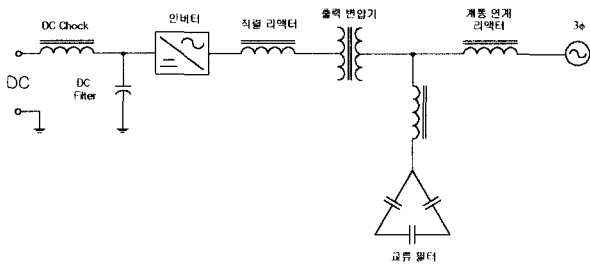 DC Chock
인버터
직렬 리액터
출력 변압기
계통 연계
리액터
3ϕ
DC
DC
Filter
교류 필터